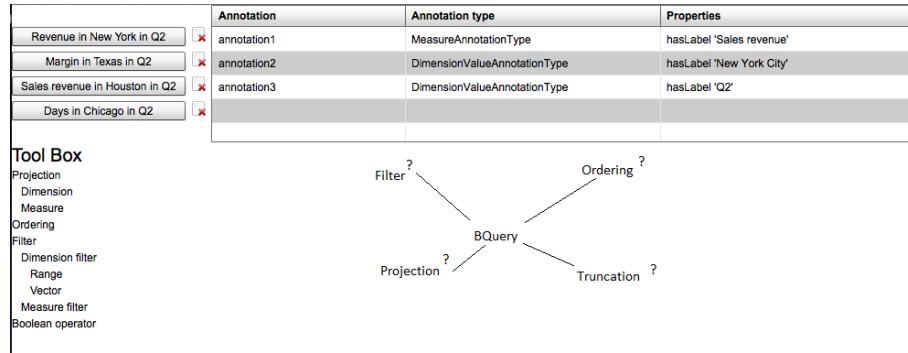 Annotation Annotation type Properties
Revenue in New York in Q2 annotation1 MeasureAnnotationType hasLabel 'Sales revenue'
Margin in Texas in Q2 annotation2 DimensionValueAnnotationType hasLabel 'New York City'
Sales revenue in Houston in Q2 annotation3 DimensionValueAnnotationType hasLabel 'Q2'
Days in Chicago in Q2
Tool Box
Projection
Dimension
Measure
Ordering
Filter
Dimension filter
Range
Vector
Measure filter
Boolean operator
Filter ?
Ordering ?
BQuery
Projection ?
Truncation ?